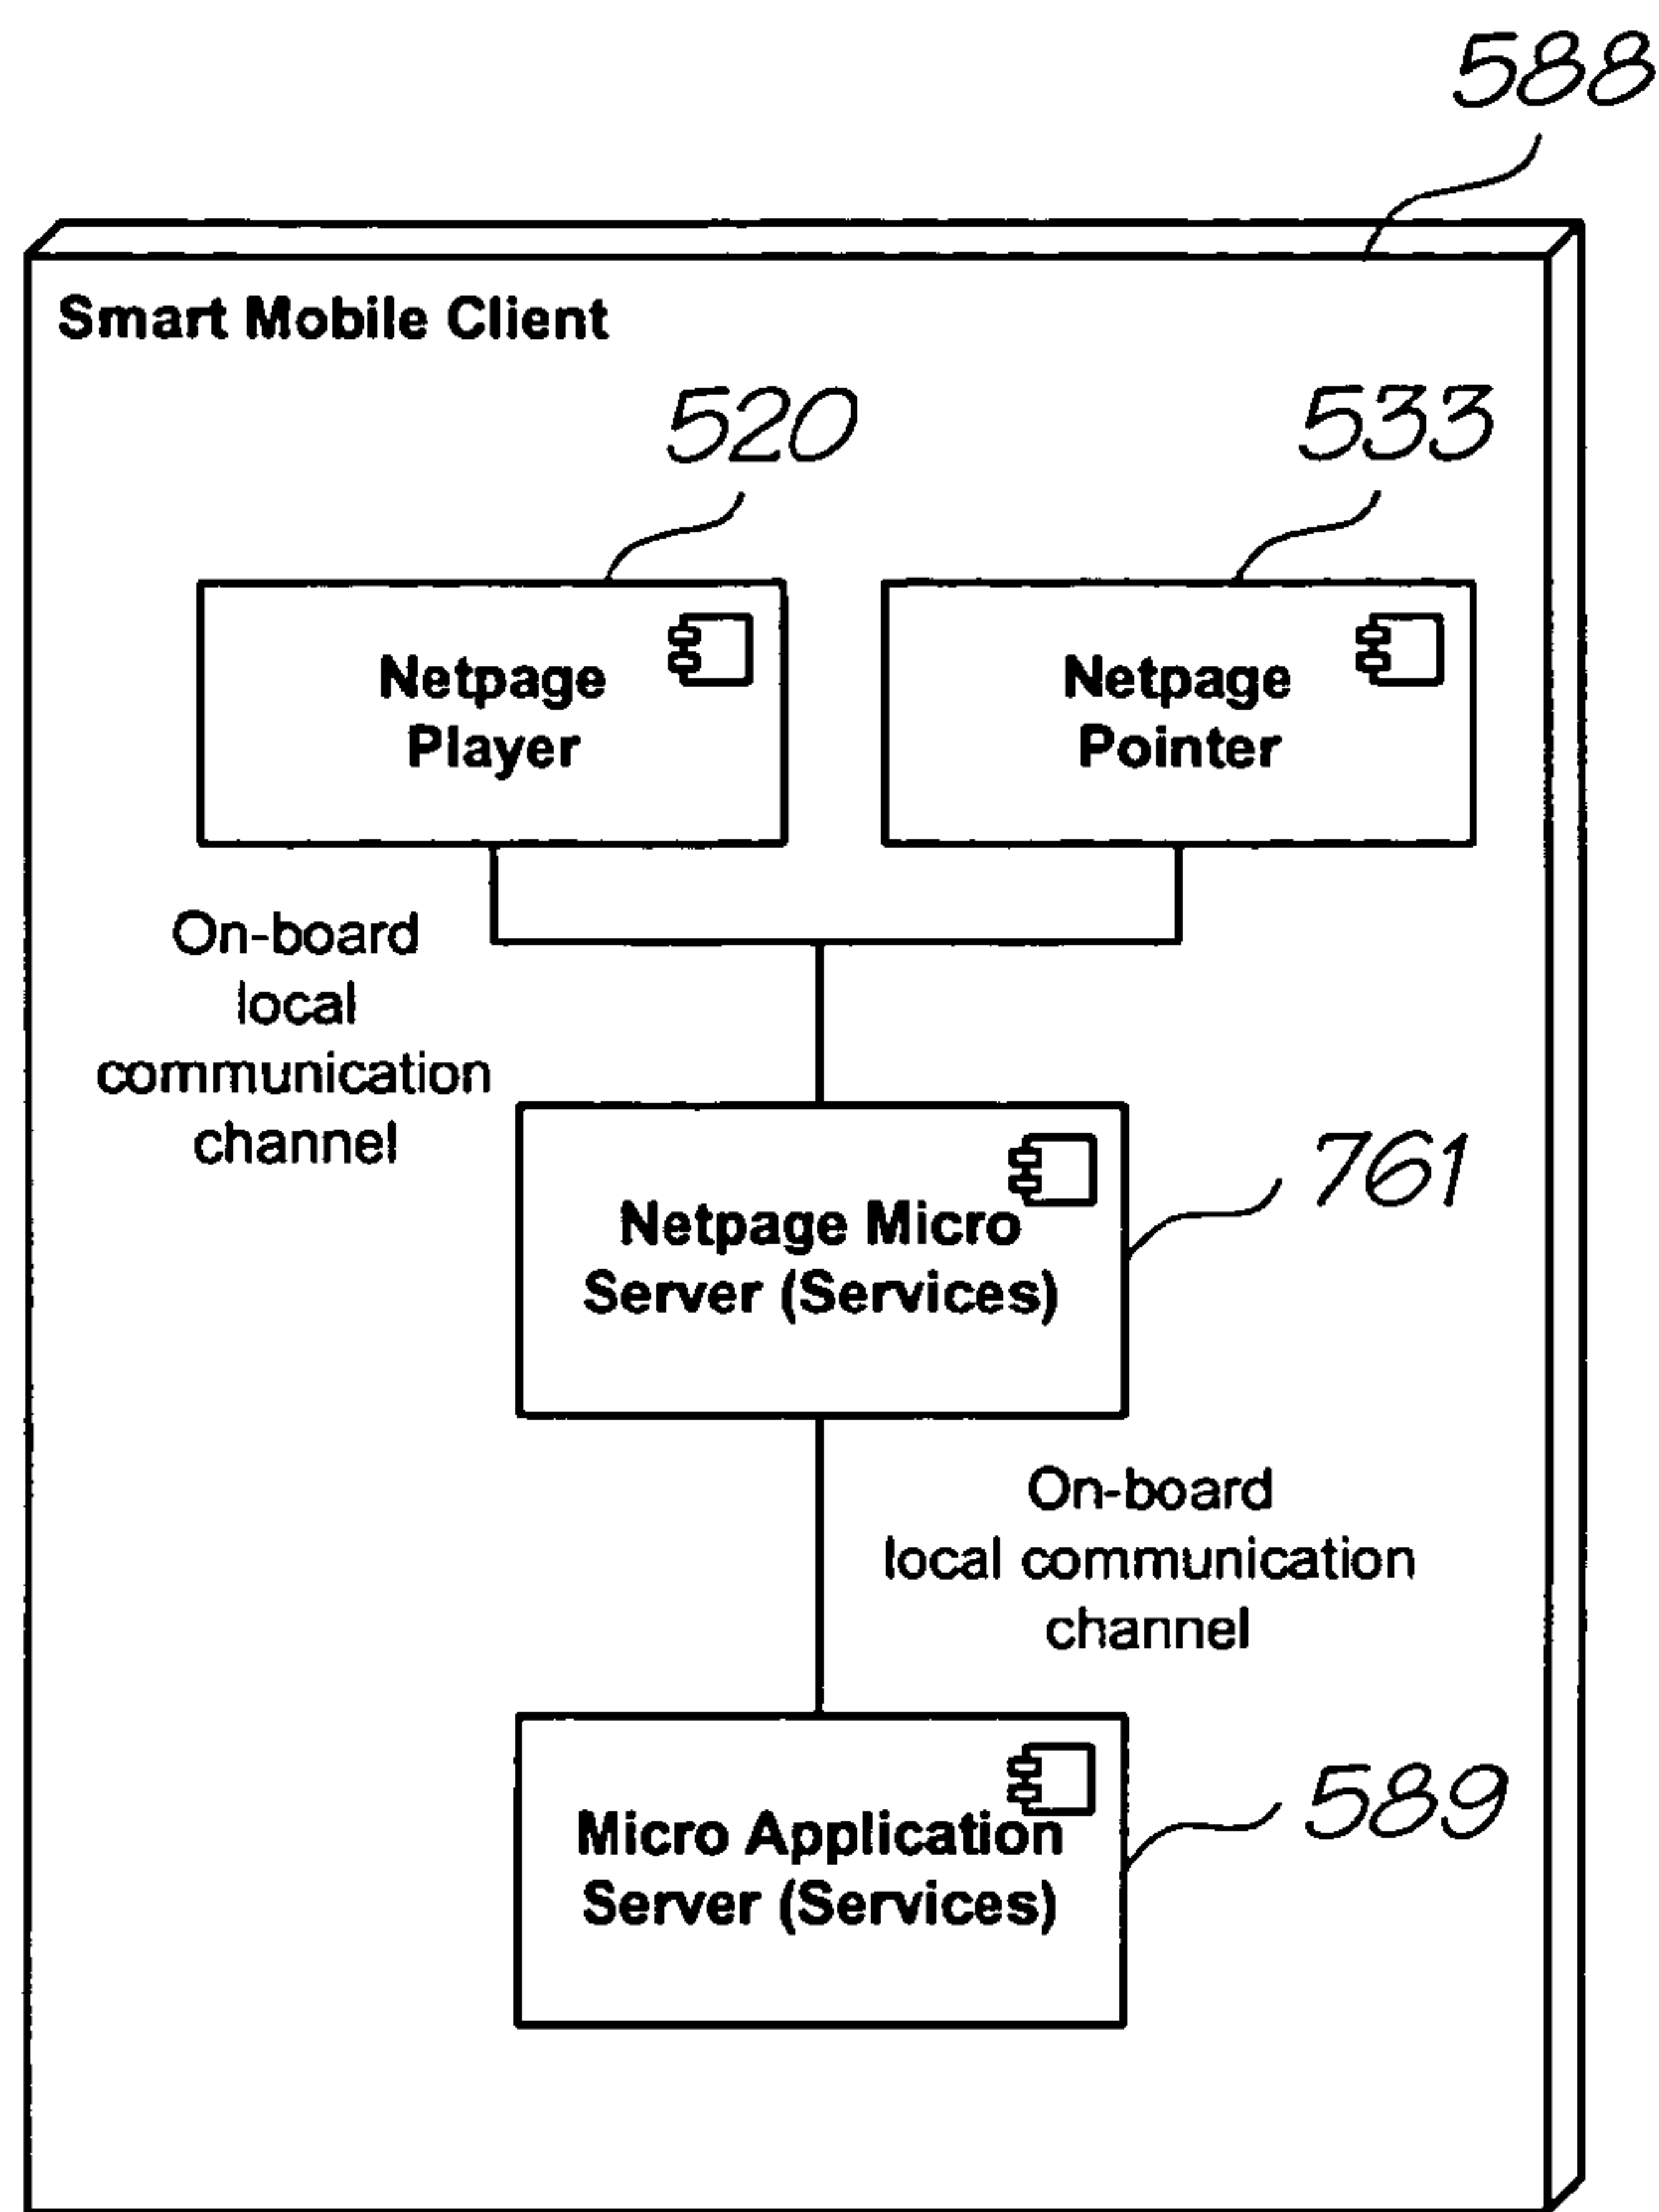 588
Smart Mobile Client
520
533
Netpage
Player
Netpage
Pointer
On-board
local
communication
channel
761
Netpage Micro
Server (Services)
On-board
local communication
channel
589
Micro Application
Server (Services)